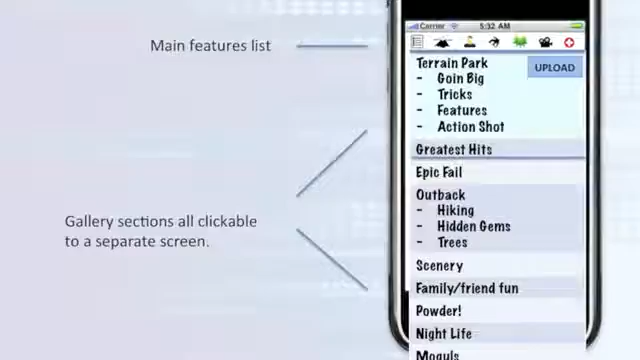 Carrier
5:32 AM
Main features list
Terrain Park
UPLOAD
- Goin Big
- Tricks
- Features
- Action Shot
Greatest Hits
Epic Fail
Outback
- Hiking
- Hidden Gems
- Trees
Gallery sections all clickable
to a separate screen.
Scenery
Family/friend fun
Powder!
Night Life
Moguls